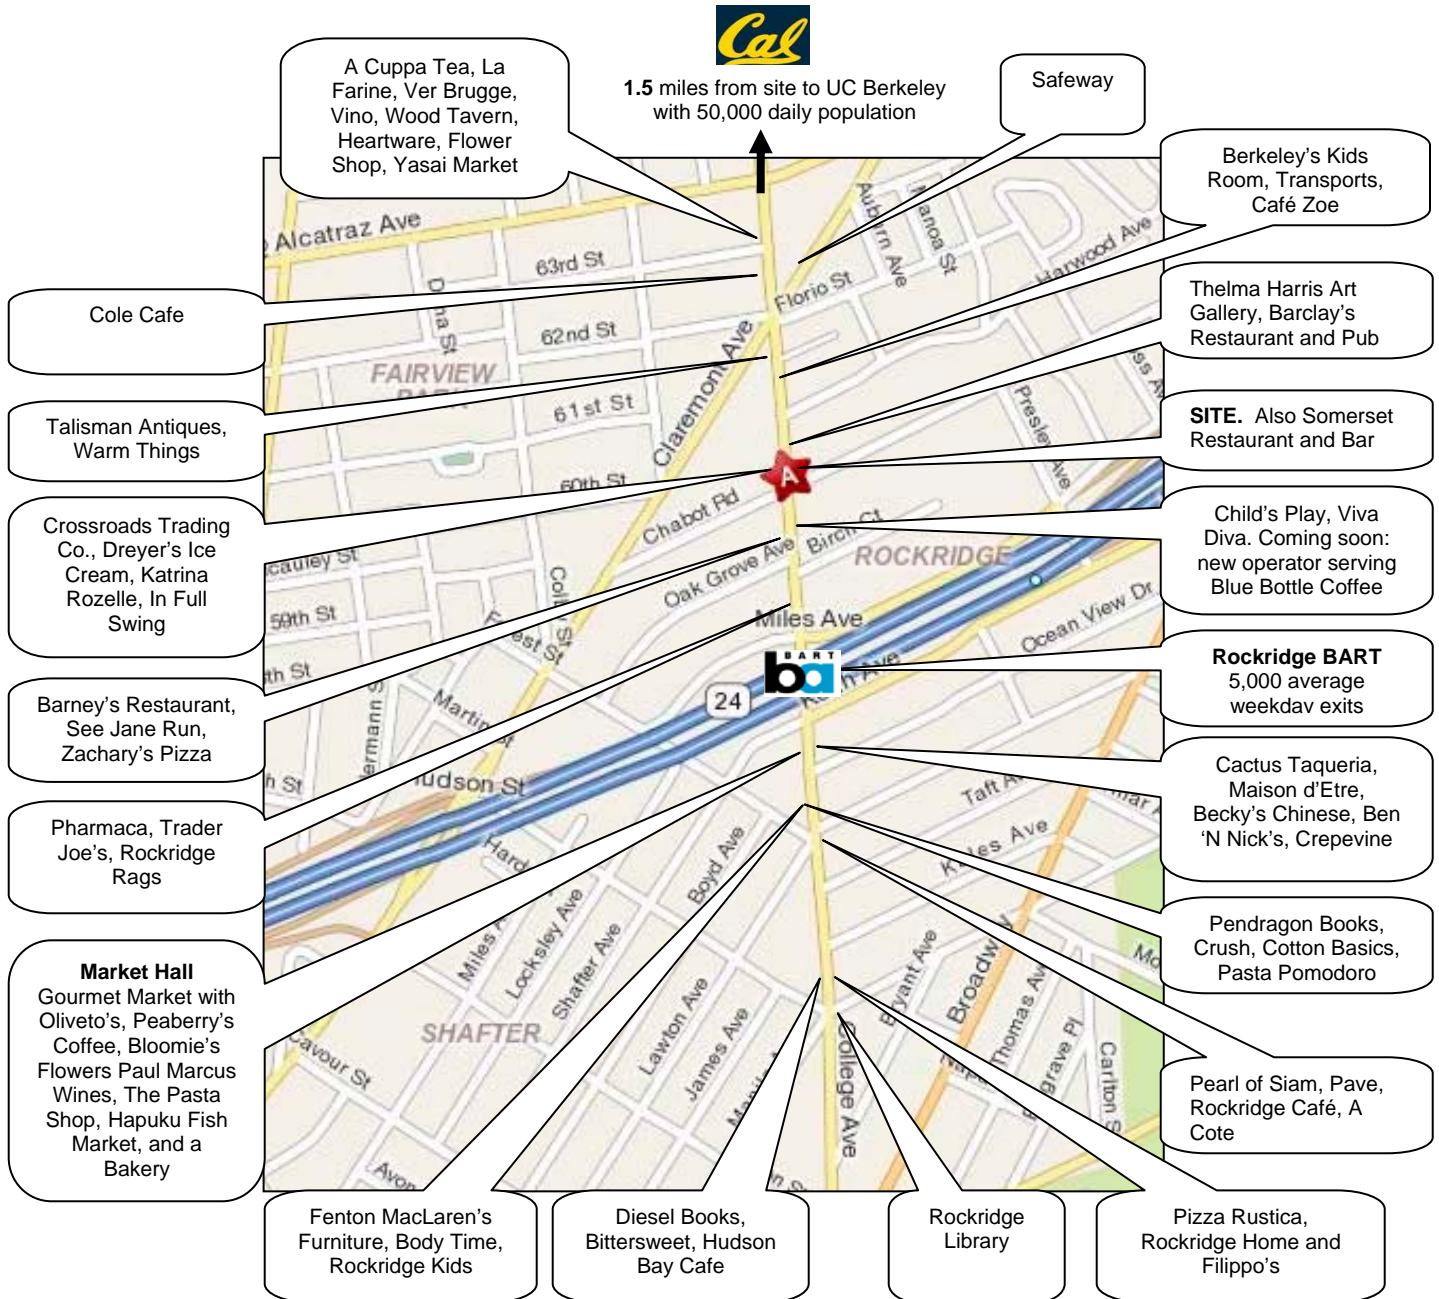 Cal
1.5 miles from site to UC Berkeley
with 50,000 daily population
A Cuppa Tea, La
Farine, Ver Brugge,
Vino, Wood Tavern,
Heartware, Flower
Shop, Yasai Market
Safeway
Berkeley's Kids
Room, Transports,
Café Zoe
Cole Cafe
Thelma Harris Art
Gallery, Barclay's
Restaurant and Pub
Talisman Antiques,
Warm Things
SITE. Also Somerset
Restaurant and Bar
Crossroads Trading
Co., Dreyer's Ice
Cream, Katrina
Rozelle, In Full
Swing
Child's Play, Viva
Diva. Coming soon:
new operator serving
Blue Bottle Coffee
Barney's Restaurant,
See Jane Run,
Zachary's Pizza
Rockridge BART
5,000 average
weekday exits
Pharmaca, Trader
Joe's, Rockridge
Rags
Cactus Taqueria,
Maison d'Etre,
Becky's Chinese, Ben
'N Nick's, Crepevine
Market Hall
Gourmet Market with
Oliveto's, Peaberry's
Coffee, Bloomie's
Flowers Paul Marcus
Wines, The Pasta
Shop, Hapuku Fish
Market, and a
Bakery
Pendragon Books,
Crush, Cotton Basics,
Pasta Pomodoro
Pearl of Siam, Pave,
Rockridge Café, A
Cote
Fenton MacLaren's
Furniture, Body Time,
Rockridge Kids
Diesel Books,
Bittersweet, Hudson
Bay Cafe
Rockridge
Library
Pizza Rustica,
Rockridge Home and
Filippo's
Alcatraz Ave
63rd St
62nd St
61st St
60th St
59th St
FAIRVIEW
Claremont Ave
Florio St
Auburn Ave
Manoa St
Harwood Ave
Presley Ave
A
Chabot Rd
Oak Grove Ave
Birch Ct
ROCKRIDGE
Miles Ave
BART
ba
24
Ocean View Dr
Boyd Ave
Locksley Ave
Shafter Ave
SHAFTER
Lawton Ave
James Ave
College Ave
Bryant Ave
Broadway
Thomas Ave
Cavour St